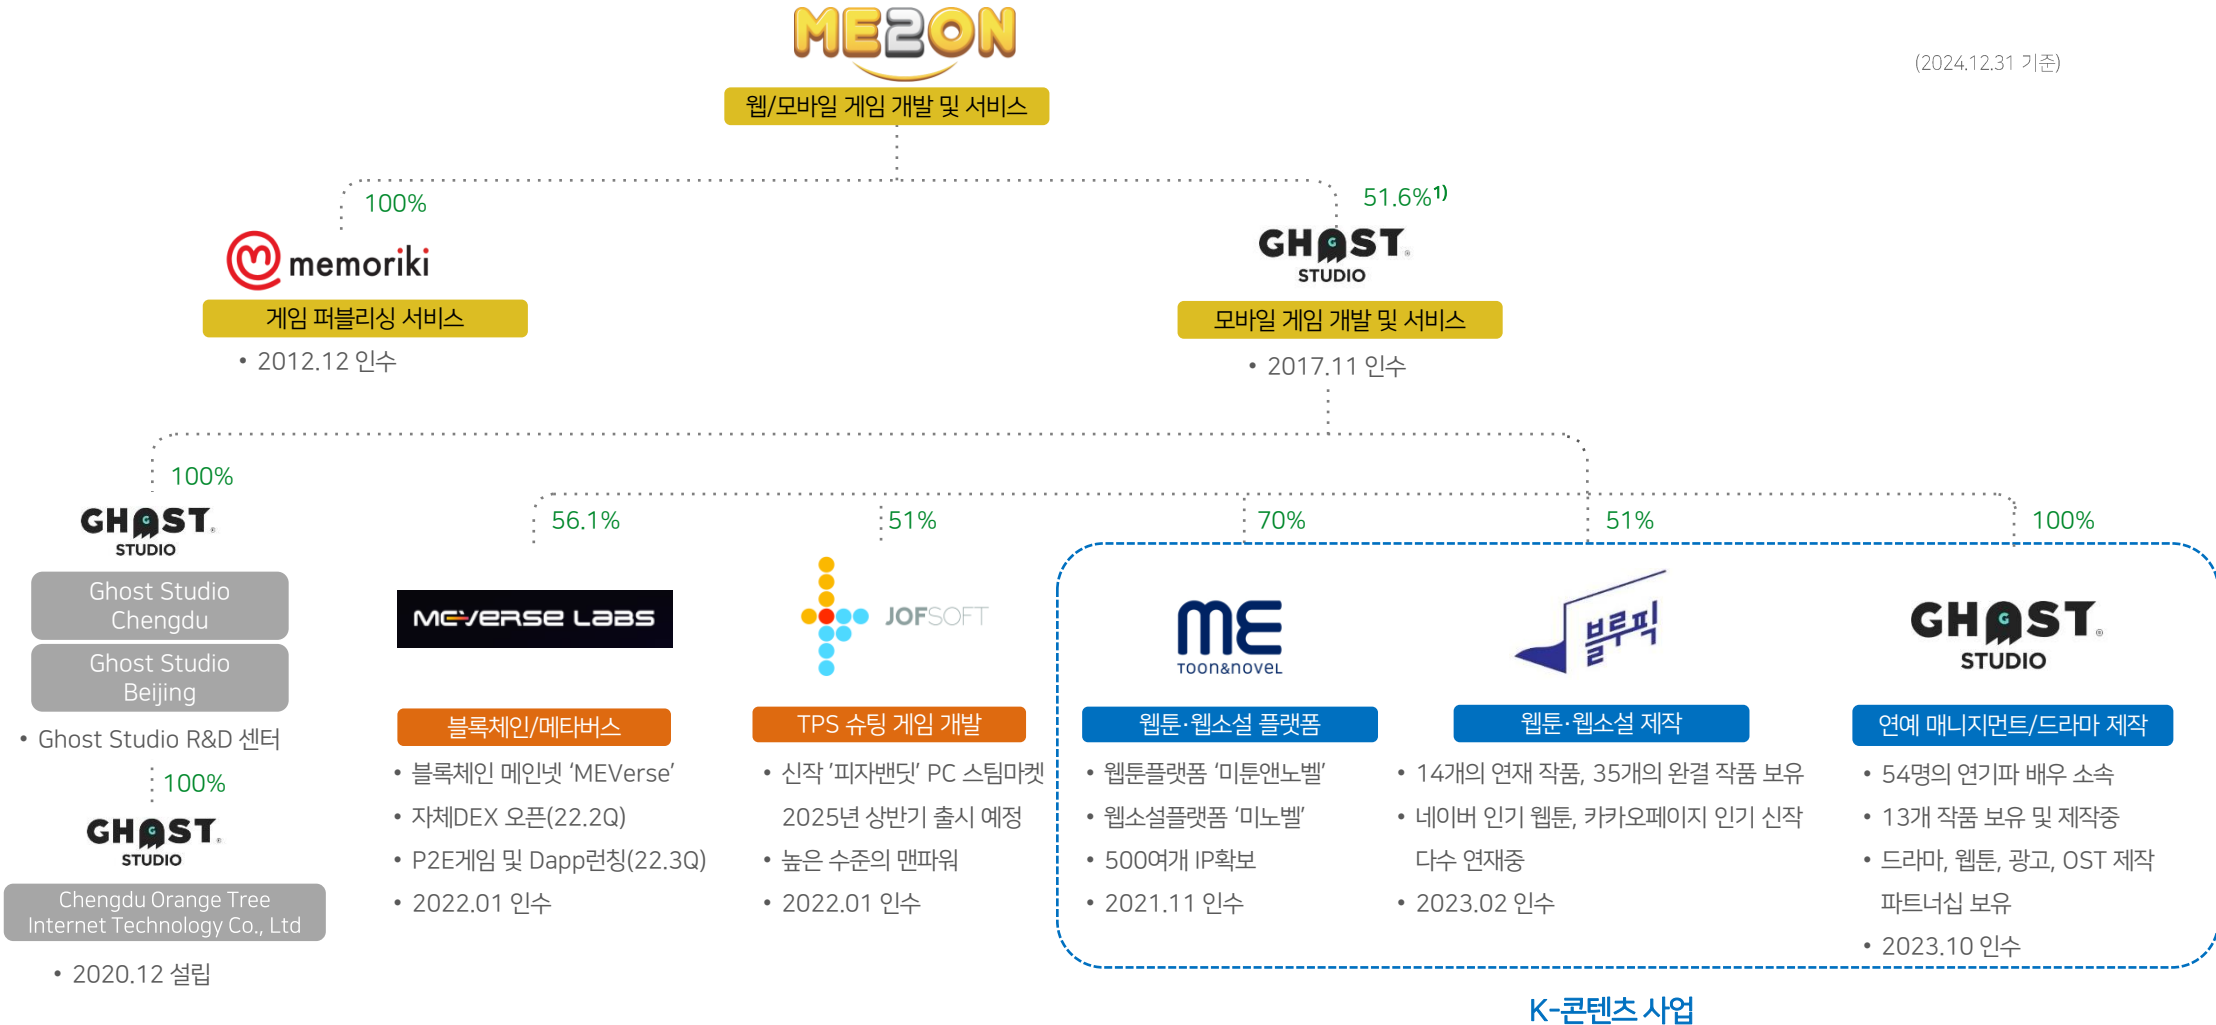 ME2ON
(2024.12.31 기준)
웹/모바일 게임 개발 및 서비스
100%
memoriki
게임 퍼블리싱 서비스
• 2012.12 인수
51.6%1)
GHOST
STUDIO
모바일 게임 개발 및 서비스
• 2017.11 인수
100%
GHOST
STUDIO
Ghost Studio
Chengdu
Ghost Studio
Beijing
• Ghost Studio R&D 센터
100%
GHOST
STUDIO
Chengdu Orange Tree
Internet Technology Co., Ltd
• 2020.12 설립
56.1%
MEVERSE LABS
블록체인/메타버스
• 블록체인 메인넷 ‘MEVerse’
• 자체DEX 오픈(22.2Q)
• P2E게임 및 Dapp런칭(22.3Q)
• 2022.01 인수
51%
JOFSOFT
TPS 슈팅 게임 개발
• 신작 ’피자밴딧’ PC 스팀마켓
2025년 상반기 출시 예정
• 높은 수준의 맨파워
• 2022.01 인수
70%
ME
TOON&NOVEL
웹툰·웹소설 플랫폼
• 웹툰플랫폼 ‘미툰앤노벨’
• 웹소설플랫폼 ‘미노벨’
• 500여개 IP확보
• 2021.11 인수
51%
블루픽
웹툰·웹소설 제작
• 14개의 연재 작품, 35개의 완결 작품 보유
• 네이버 인기 웹툰, 카카오페이지 인기 신작
다수 연재중
• 2023.02 인수
100%
GHOST
STUDIO
연예 매니지먼트/드라마 제작
• 54명의 연기파 배우 소속
• 13개 작품 보유 및 제작중
• 드라마, 웹툰, 광고, OST 제작
파트너십 보유
• 2023.10 인수
K-콘텐츠 사업